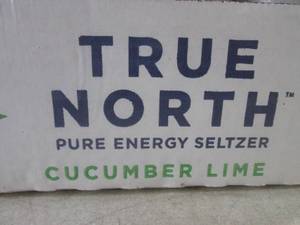 TRUE
NORTH™
PURE ENERGY SELTZER
CUCUMBER LIME